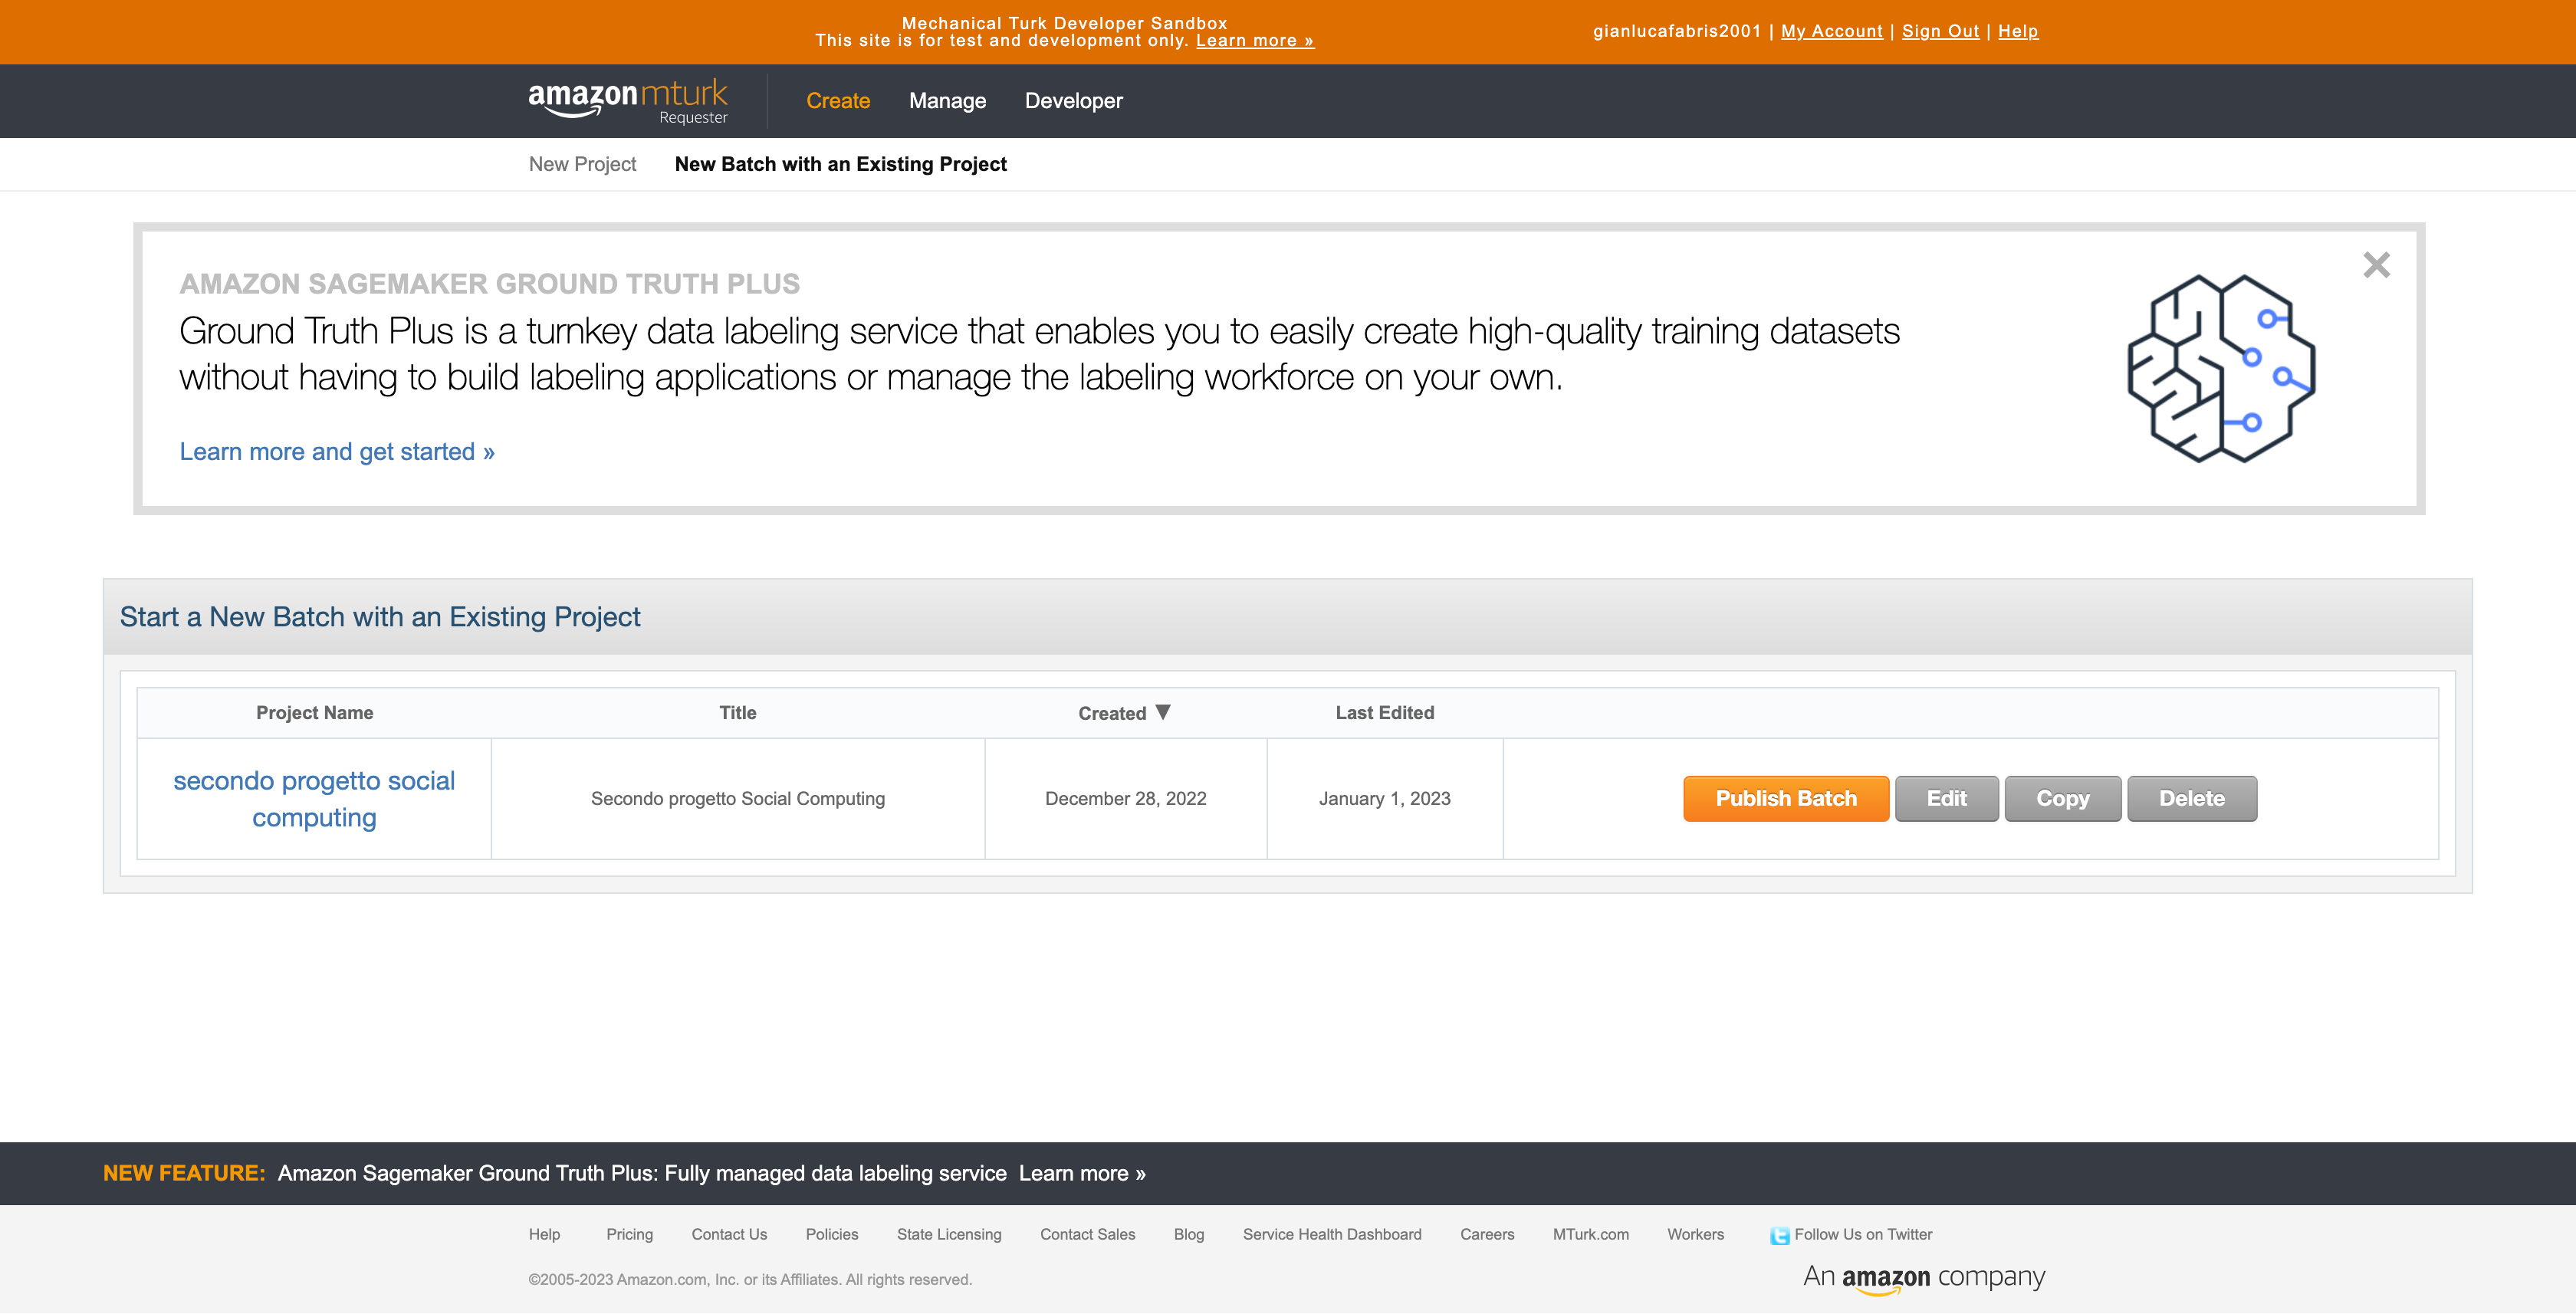 Mechanical Turk Developer Sandbox
This site is for test and development only. Learn more »
gianlucafabris2001 | My Account | Sign Out | Help
amazon mturk
Requester
Create Manage Developer
New Project New Batch with an Existing Project
AMAZON SAGEMAKER GROUND TRUTH PLUS
Ground Truth Plus is a turnkey data labeling service that enables you to easily create high-quality training datasets
without having to build labeling applications or manage the labeling workforce on your own.
Learn more and get started »
Start a New Batch with an Existing Project
Project Name Title Created ▼ Last Edited
secondo progetto social
computing
Secondo progetto Social Computing December 28, 2022 January 1, 2023 Publish Batch Edit Copy Delete
NEW FEATURE: Amazon Sagemaker Ground Truth Plus: Fully managed data labeling service Learn more »
Help Pricing Contact Us Policies State Licensing Contact Sales Blog Service Health Dashboard Careers MTurk.com Workers Follow Us on Twitter
©2005-2023 Amazon.com, Inc. or its Affiliates. All rights reserved.
An amazon company